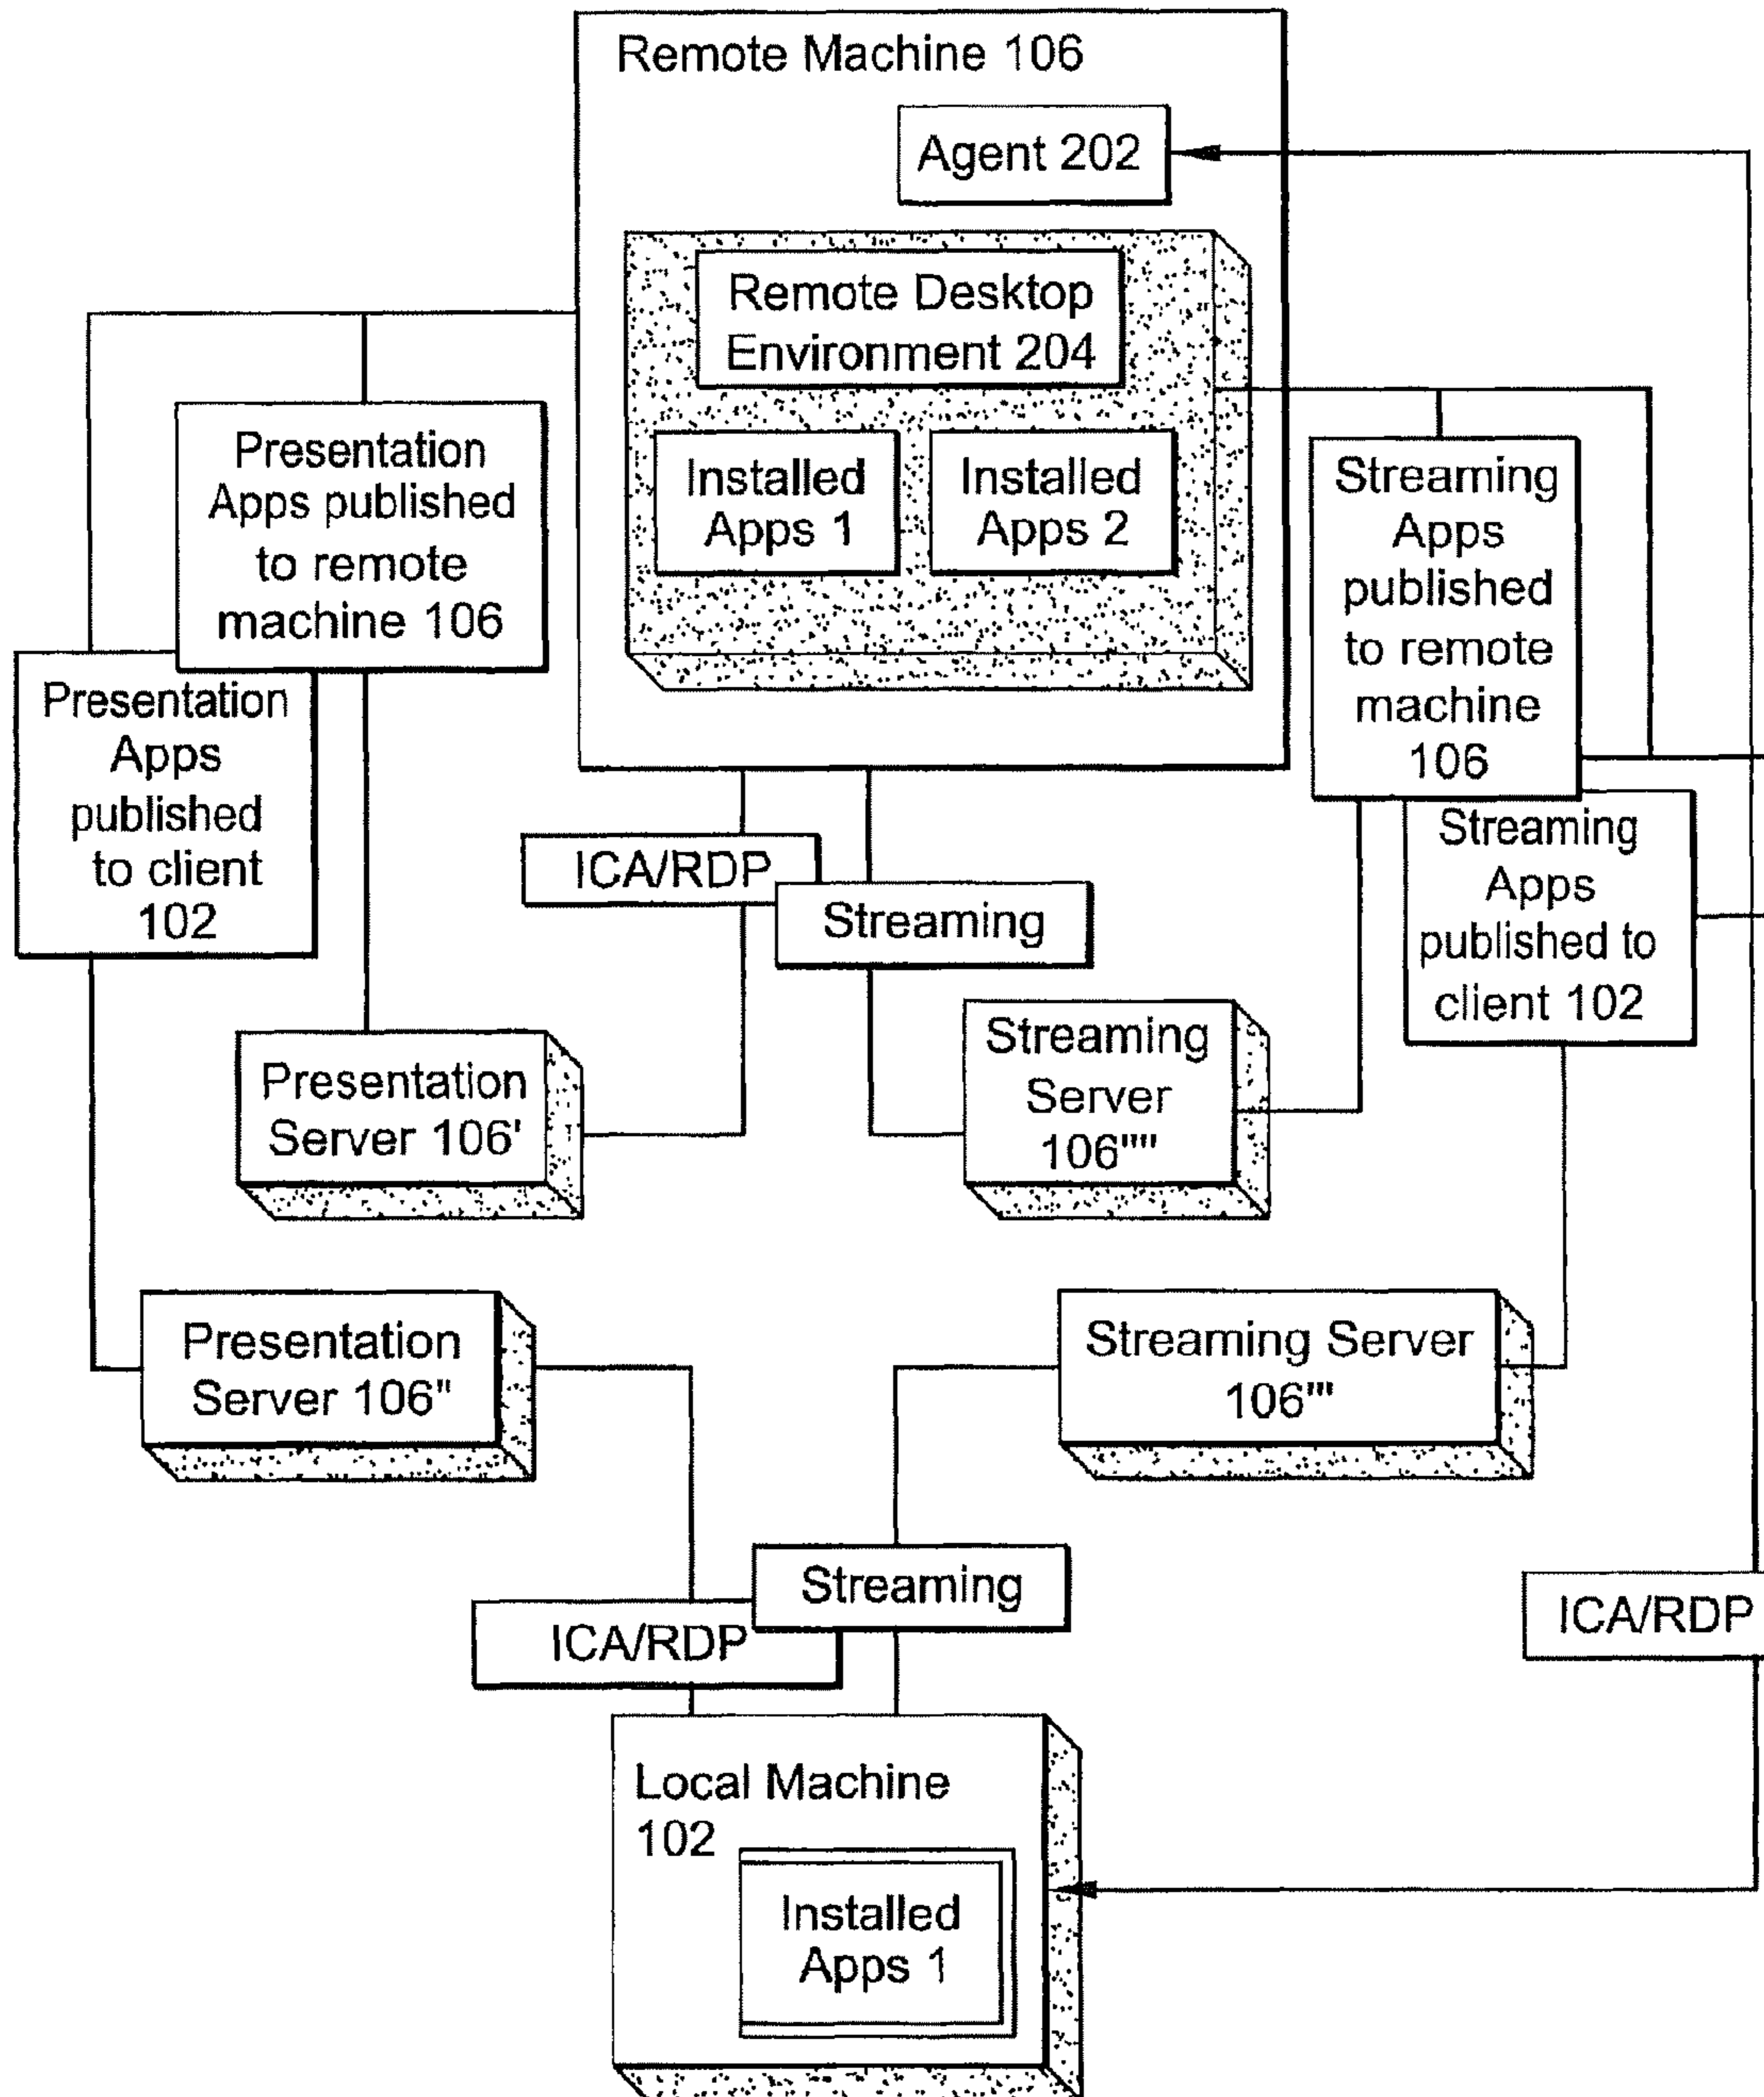 Remote Machine 106
Agent 202
Remote Desktop
Environment 204
Installed
Apps 1
Installed
Apps 2
Presentation
Apps published
to remote
machine 106
Presentation
Apps
published
to client
102
Streaming
Apps
published
to remote
machine
106
Streaming
Apps
published to
client 102
ICA/RDP
Streaming
Presentation
Server 106'
Streaming
Server
106""
Presentation
Server 106"
Streaming Server
106"'
Streaming
ICA/RDP
ICA/RDP
Local Machine
102
Installed
Apps 1